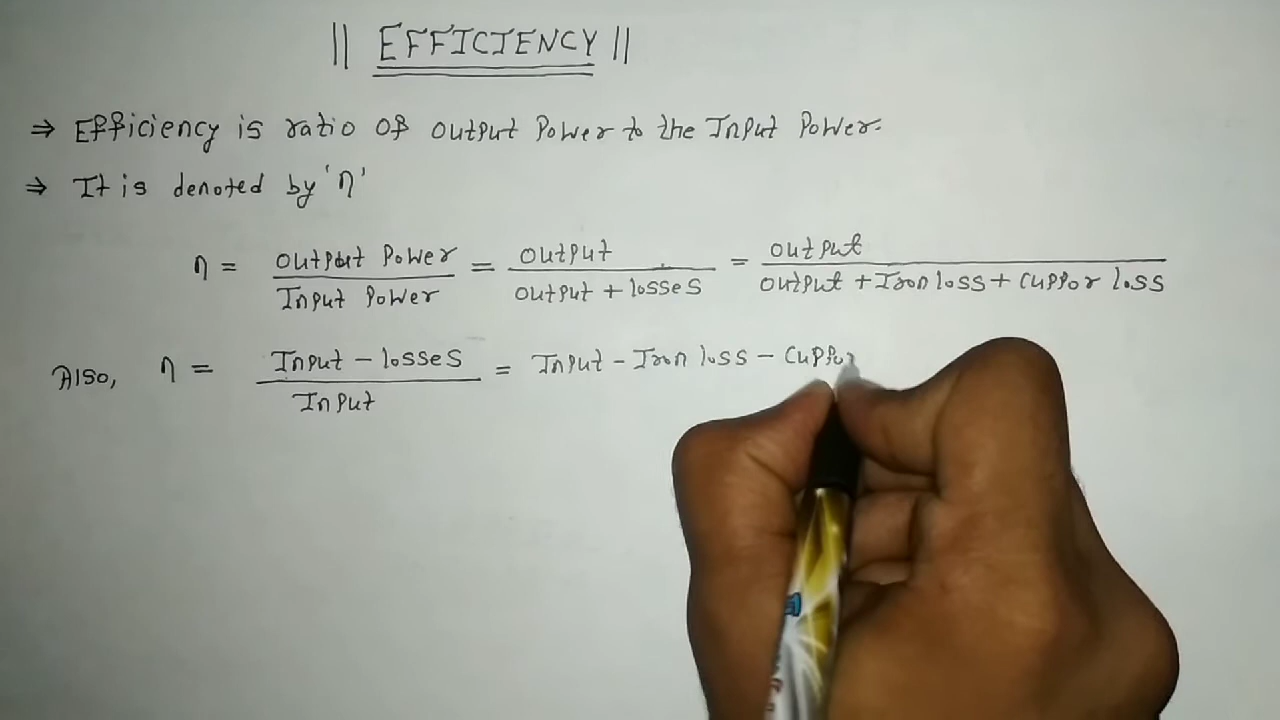 || EFFICIENCY ||
⇒ Efficiency is ratio of output Power to the Input Power.
⇒ It is denoted by 'η'
η = Output Power / Input Power = output / output + losses = output / output + Iron loss + Cuppor loss
Also, η = Input - losses / Input = Input - Iron loss - Cuppor